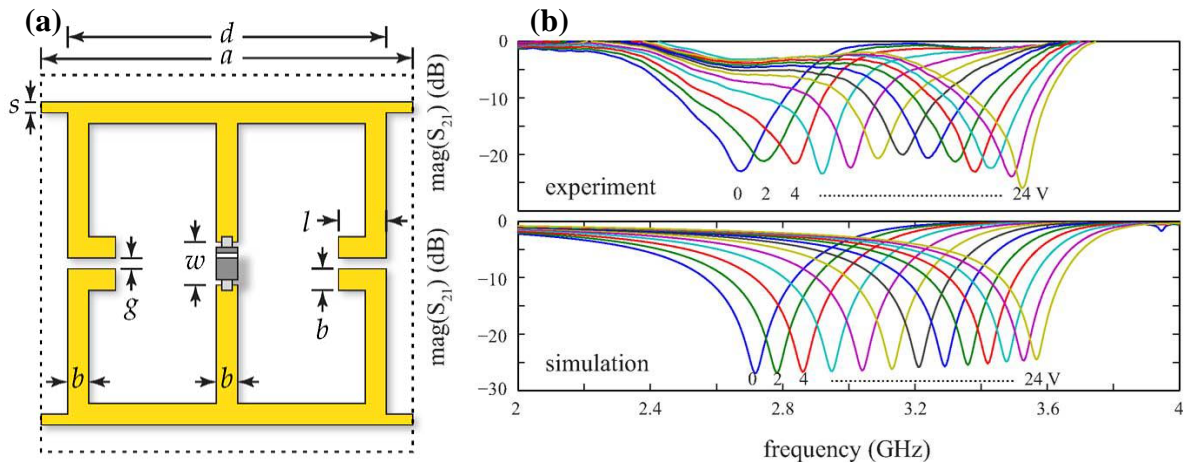 (a)
d
a
s
w
l
g
b
b
b
(b)
mag(S21) (dB)
0
−10
−20
experiment
0 2 4 24 V
mag(S21) (dB)
0
−10
−20
−30
simulation
0 2 4 24 V
2 2.4 2.8 3.2 3.6 4
frequency (GHz)